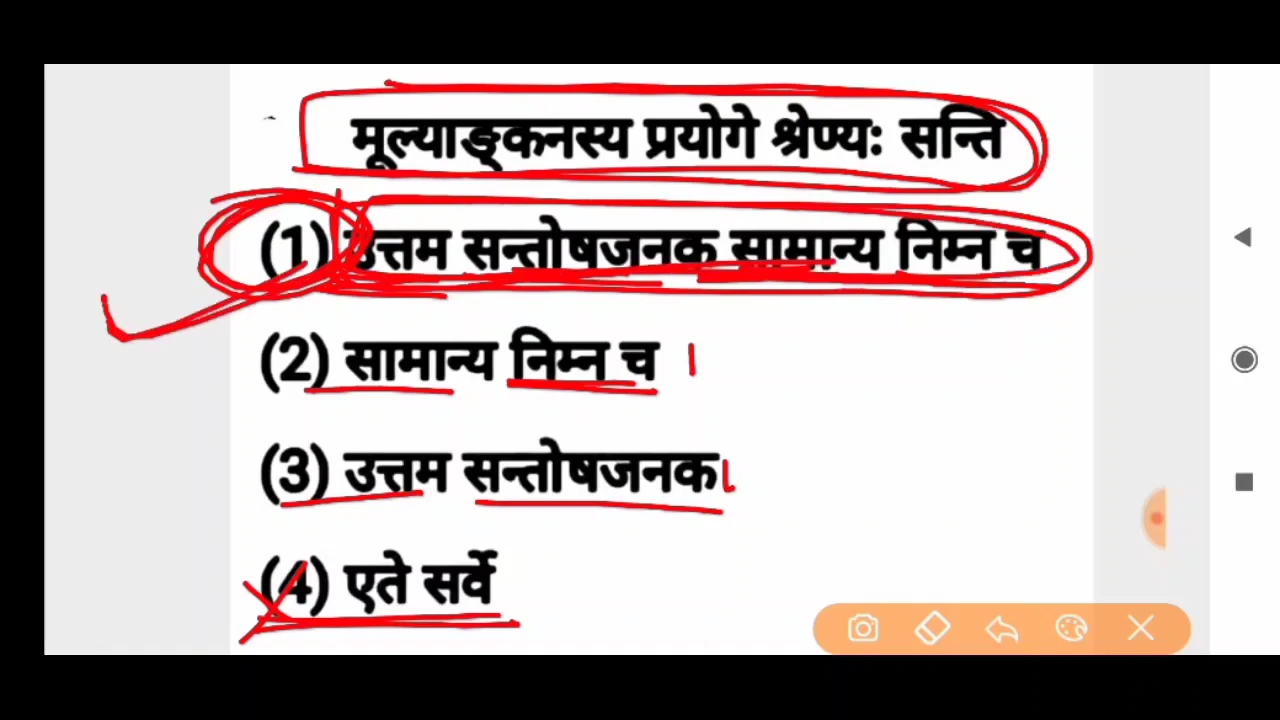 मूल्याङ्कनस्य प्रयोगे श्रेण्यः सन्ति
(1) उत्तम सन्तोषजनक सामान्य निम्न च
(2) सामान्य निम्न च ।
(3) उत्तम सन्तोषजनक।
(4) एते सर्वे